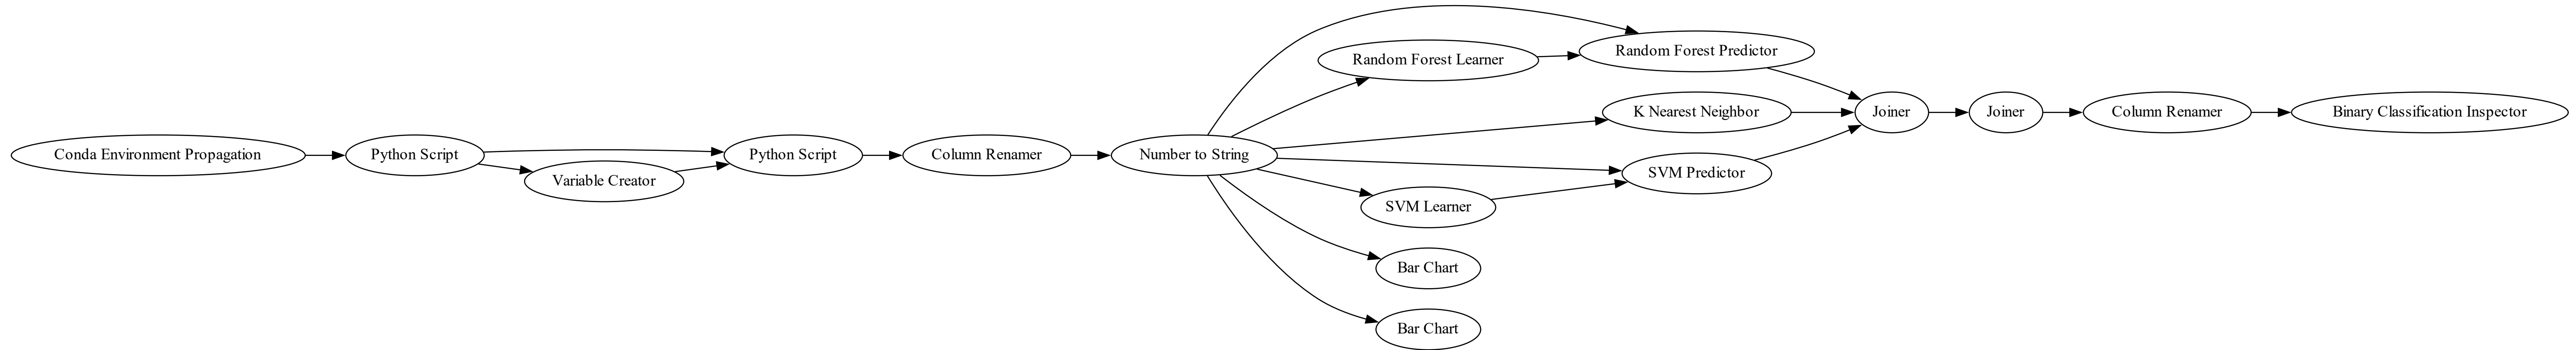 Conda Environment Propagation
Python Script
Variable Creator
Python Script
Column Renamer
Number to String
Random Forest Learner
Random Forest Predictor
K Nearest Neighbor
SVM Predictor
SVM Learner
Bar Chart
Bar Chart
Joiner
Joiner
Column Renamer
Binary Classification Inspector